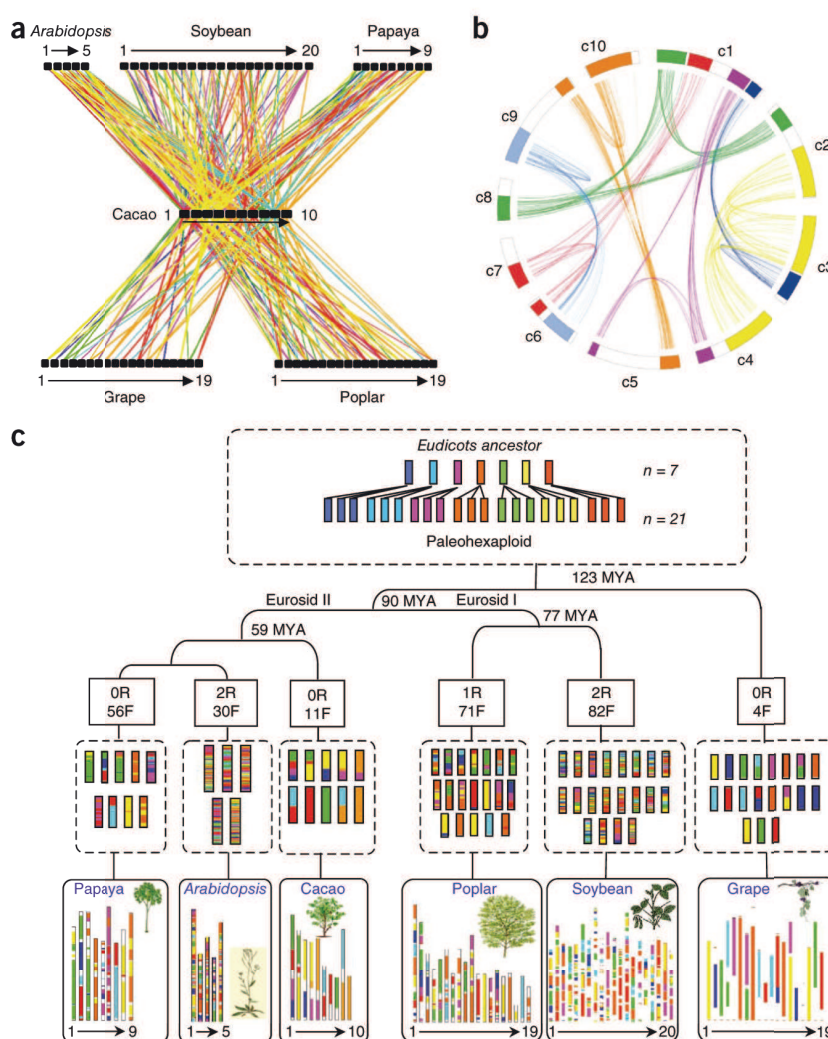 a
Arabidopsis Soybean Papaya
1 5 1 20 1 9
Cacao 1 10
1 19 1 19
Grape Poplar
b
c1
c2
c3
c4
c5
c6
c7
c8
c9
c10
c
Eudicots ancestor
n = 7
n = 21
Paleohexaploid
123 MYA
Eurosid II 90 MYA Eurosid I
77 MYA
59 MYA
0R 2R 0R 1R 2R 0R
56F 30F 11F 71F 82F 4F
Papaya Arabidopsis Cacao Poplar Soybean Grape
1 9 1 5 1 10 1 19 1 20 1 19